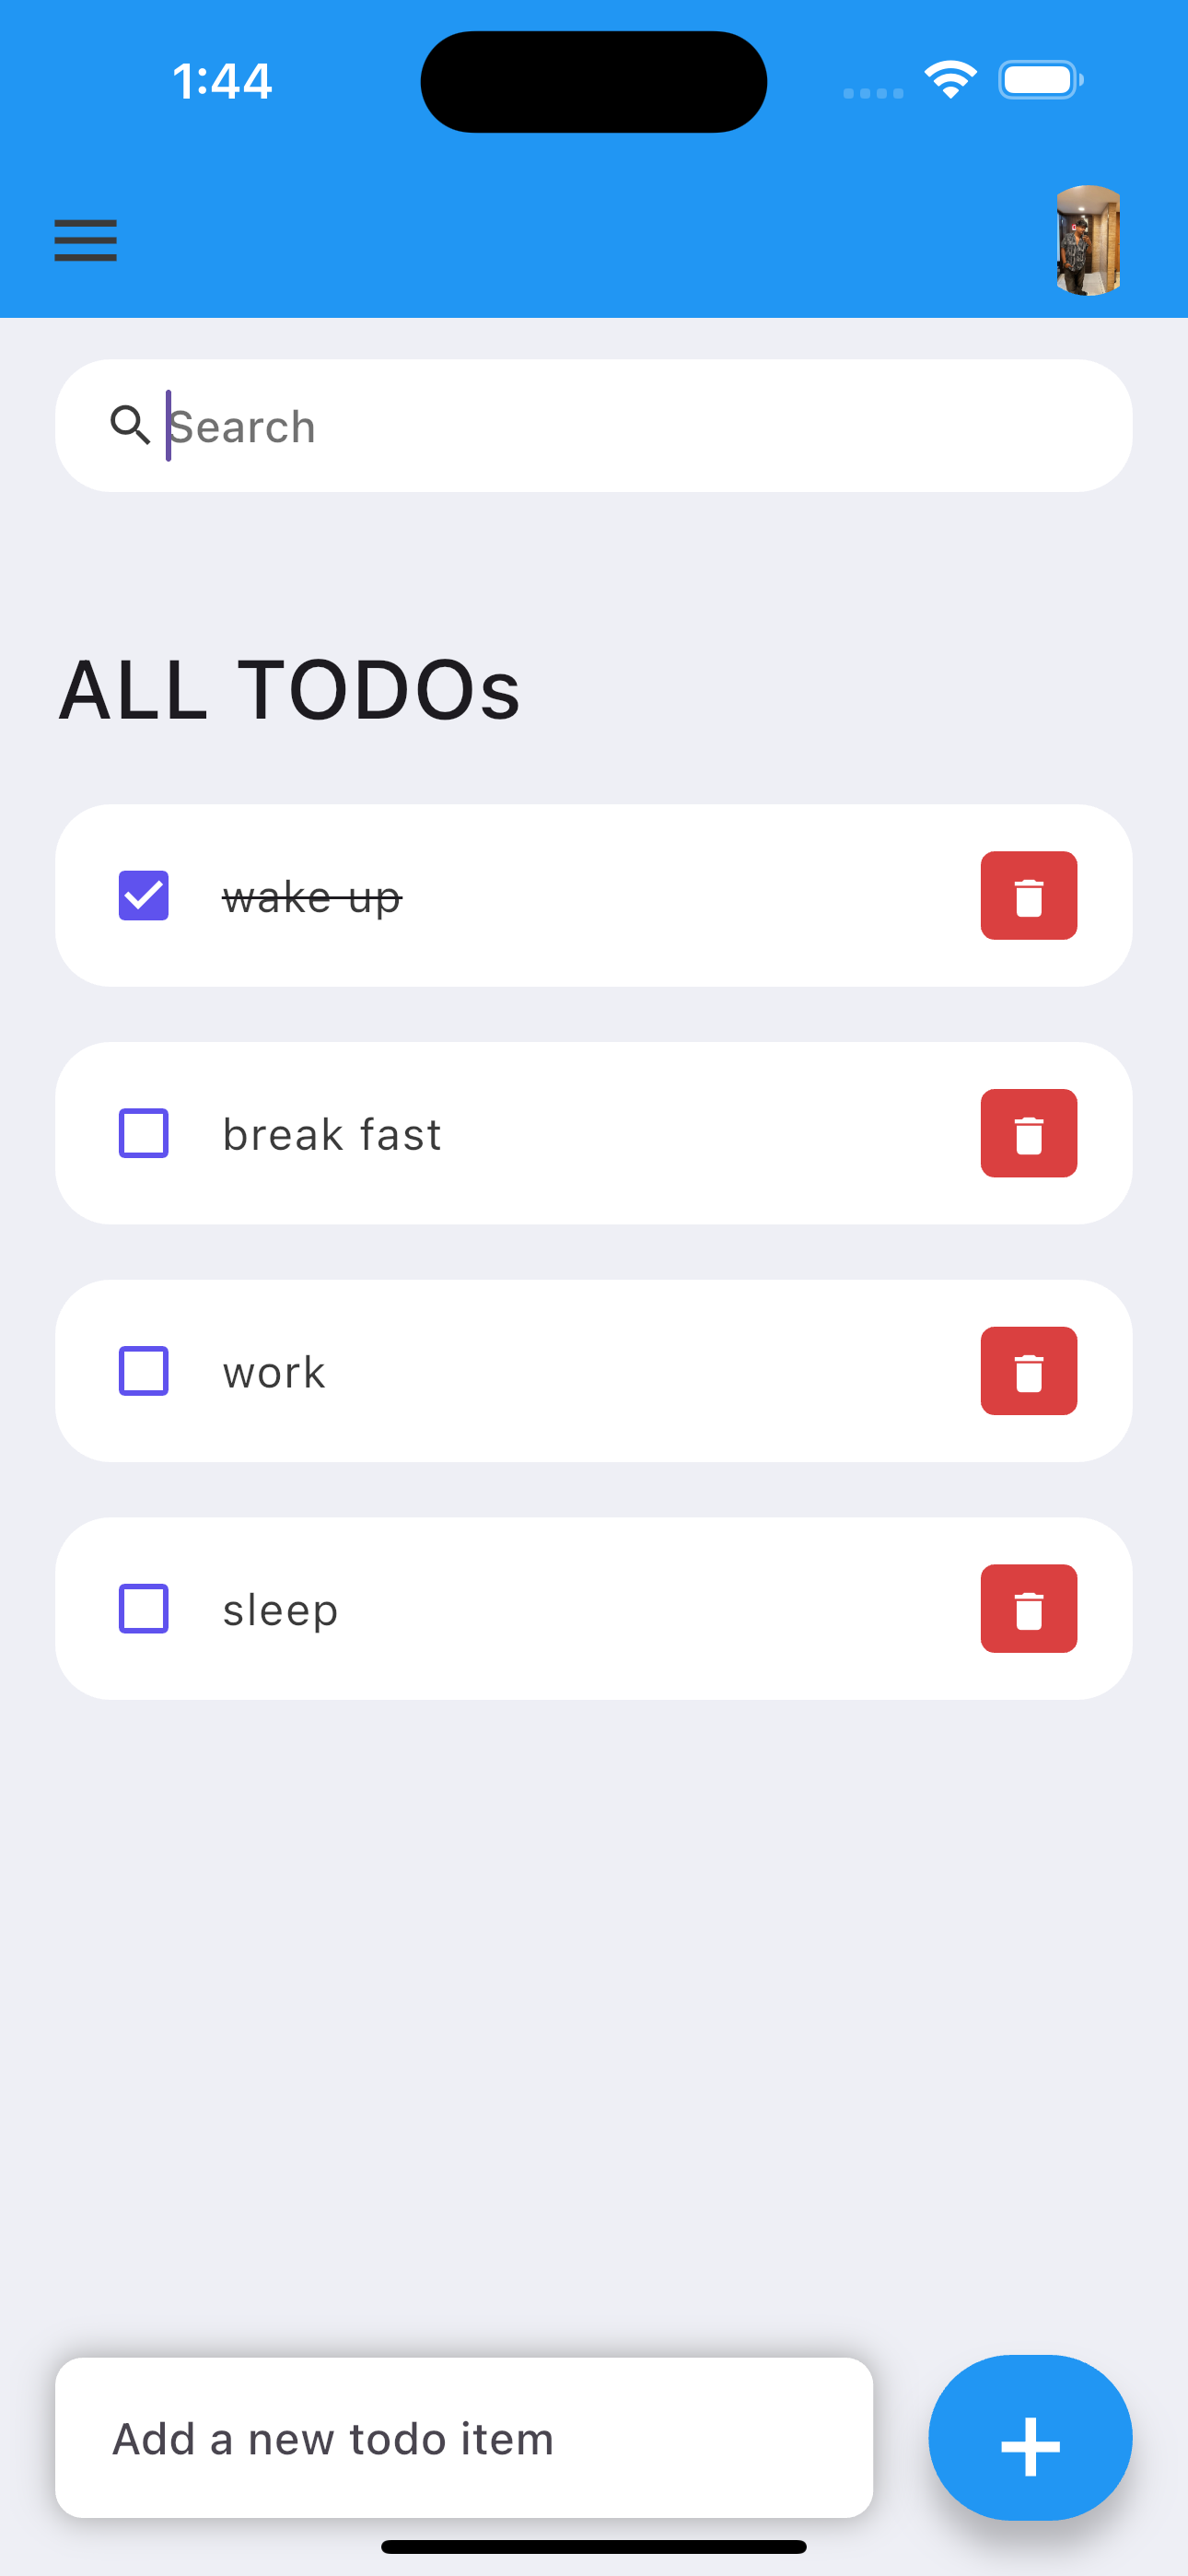 1:44
Search
ALL TODOs
wake up
break fast
work
sleep
Add a new todo item